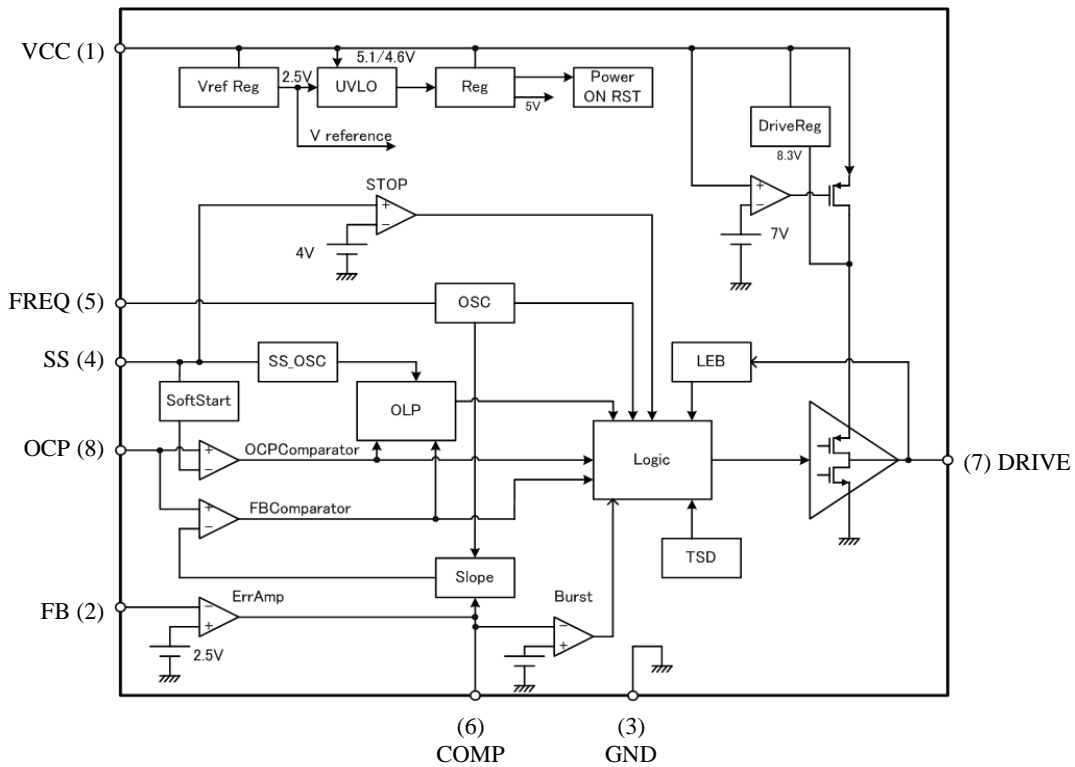 VCC (1)
5.1/4.6V
Vref Reg
2.5V
UVLO
Reg
5V
Power
ON RST
V reference
DriveReg
8.3V
STOP
+
−
4V
+
−
7V
FREQ (5)
OSC
SS (4)
SS_OSC
LEB
SoftStart
OLP
OCP (8)
+
−
OCPComparator
Logic
(7) DRIVE
+
−
FBComparator
TSD
Slope
FB (2)
ErrAmp
−
+
2.5V
Burst
−
+
(6)
COMP
(3)
GND